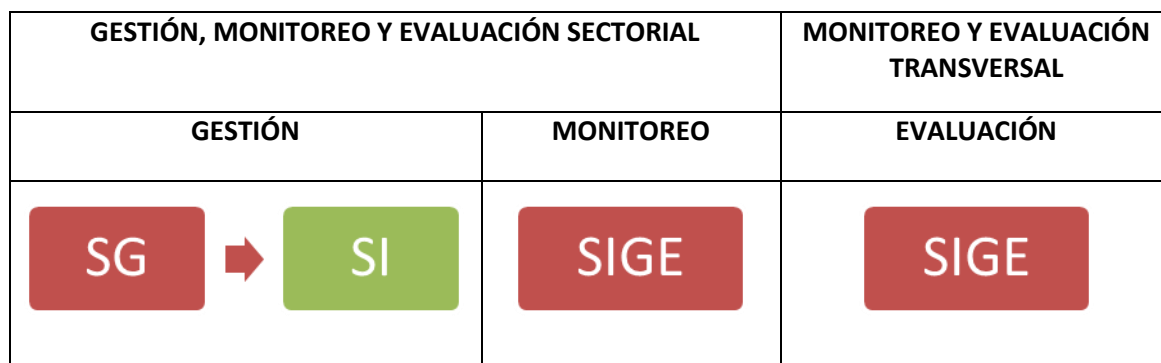 GESTIÓN, MONITOREO Y EVALUACIÓN SECTORIAL
MONITOREO Y EVALUACIÓN
TRANSVERSAL
GESTIÓN
MONITOREO
EVALUACIÓN
SG
SI
SIGE
SIGE